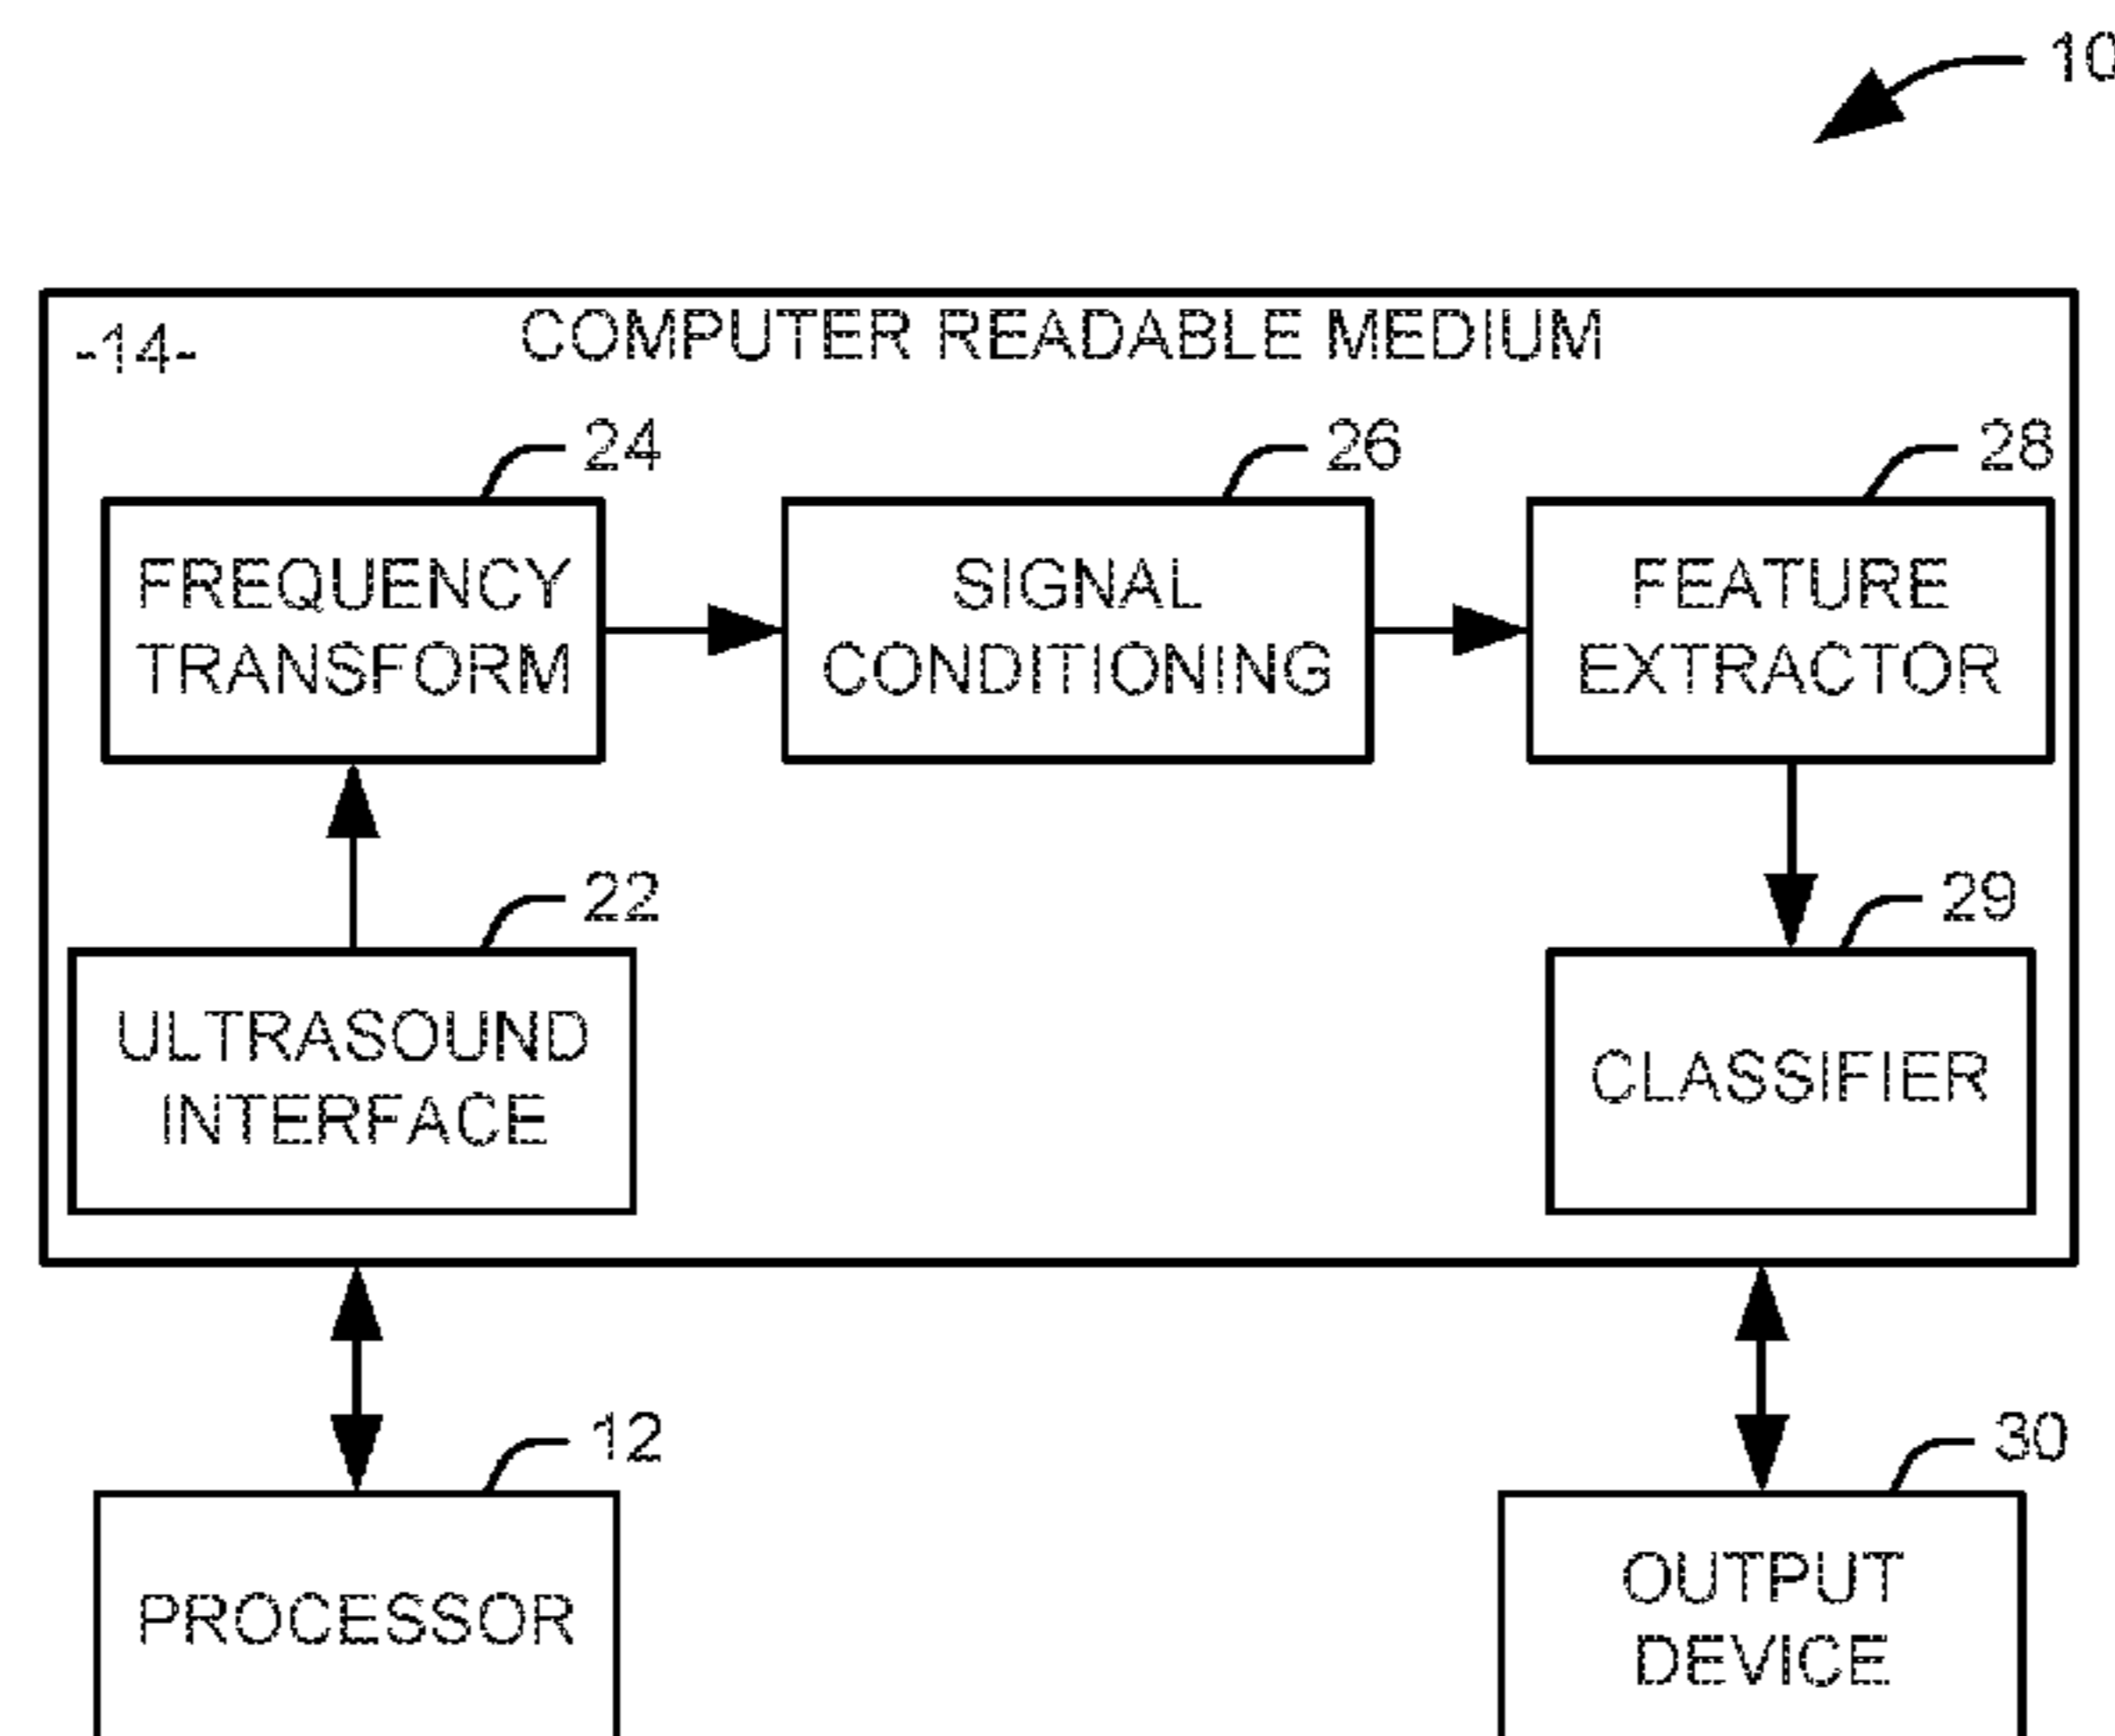 10
-14-
COMPUTER READABLE MEDIUM
24
26
28
FREQUENCY
TRANSFORM
SIGNAL
CONDITIONING
FEATURE
EXTRACTOR
22
29
ULTRASOUND
INTERFACE
CLASSIFIER
12
30
PROCESSOR
OUTPUT
DEVICE